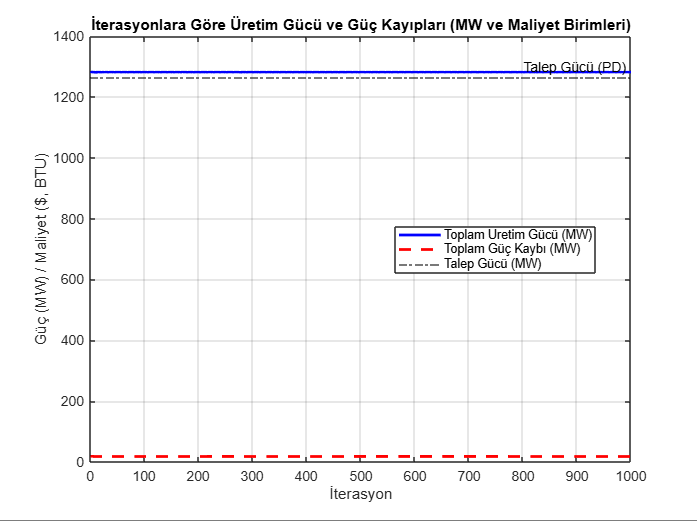 İterasyonlara Göre Üretim Gücü ve Güç Kayıpları (MW ve Maliyet Birimleri)
1400
Talep Gücü (PD)
1200
1000
800
600
400
200
0
Güç (MW) / Maliyet ($, BTU)
Toplam Üretim Gücü (MW)
Toplam Güç Kaybı (MW)
Talep Gücü (MW)
0 100 200 300 400 500 600 700 800 900 1000
İterasyon